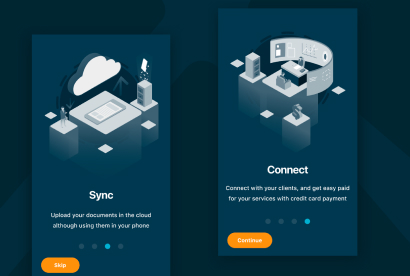 Sync
Upload your documents in the cloud
although using them in your phone
Skip
Connect
Connect with your clients, and get easy paid
for your services with credit card payment
Continue